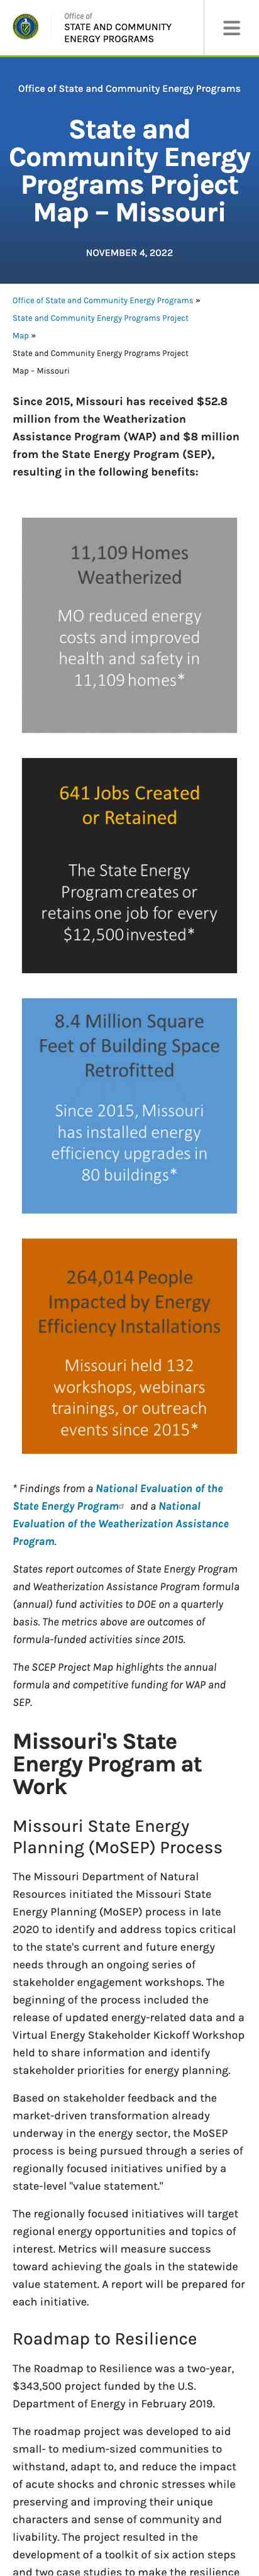 Office of
STATE AND COMMUNITY
ENERGY PROGRAMS
Office of State and Community Energy Programs
State and
Community Energy
Programs Project
Map – Missouri
NOVEMBER 4, 2022
Office of State and Community Energy Programs »
State and Community Energy Programs Project
Map »
State and Community Energy Programs Project
Map – Missouri
Since 2015, Missouri has received $52.8
million from the Weatherization
Assistance Program (WAP) and $8 million
from the State Energy Program (SEP),
resulting in the following benefits:
11,109 Homes
Weatherized
MO reduced energy
costs and improved
health and safety in
11,109 homes*
641 Jobs Created
or Retained
The State Energy
Program creates or
retains one job for every
$12,500 invested*
8.4 Million Square
Feet of Building Space
Retrofitted
Since 2015, Missouri
has installed energy
efficiency upgrades in
80 buildings*
264,014 People
Impacted by Energy
Efficiency Installations
Missouri held 132
workshops, webinars
trainings, or outreach
events since 2015*
* Findings from a National Evaluation of the
State Energy Program and a National
Evaluation of the Weatherization Assistance
Program.
States report outcomes of State Energy Program
and Weatherization Assistance Program formula
(annual) fund activities to DOE on a quarterly
basis. The metrics above are outcomes of
formula-funded activities since 2015.
The SCEP Project Map highlights the annual
formula and competitive funding for WAP and
SEP.
Missouri's State
Energy Program at
Work
Missouri State Energy
Planning (MoSEP) Process
The Missouri Department of Natural
Resources initiated the Missouri State
Energy Planning (MoSEP) process in late
2020 to identify and address topics critical
to the state's current and future energy
needs through an ongoing series of
stakeholder engagement workshops. The
beginning of the process included the
release of updated energy-related data and a
Virtual Energy Stakeholder Kickoff Workshop
held to share information and identify
stakeholder priorities for energy planning.
Based on stakeholder feedback and the
market-driven transformation already
underway in the energy sector, the MoSEP
process is being pursued through a series of
regionally focused initiatives unified by a
state-level "value statement."
The regionally focused initiatives will target
regional energy opportunities and topics of
interest. Metrics will measure success
toward achieving the goals in the statewide
value statement. A report will be prepared for
each initiative.
Roadmap to Resilience
The Roadmap to Resilience was a two-year,
$343,500 project funded by the U.S.
Department of Energy in February 2019.
The roadmap project was developed to aid
small- to medium-sized communities to
withstand, adapt to, and reduce the impact
of acute shocks and chronic stresses while
preserving and improving their unique
characters and sense of community and
livability. The project resulted in the
development of a toolkit of six action steps
and two case studies to make the resilience